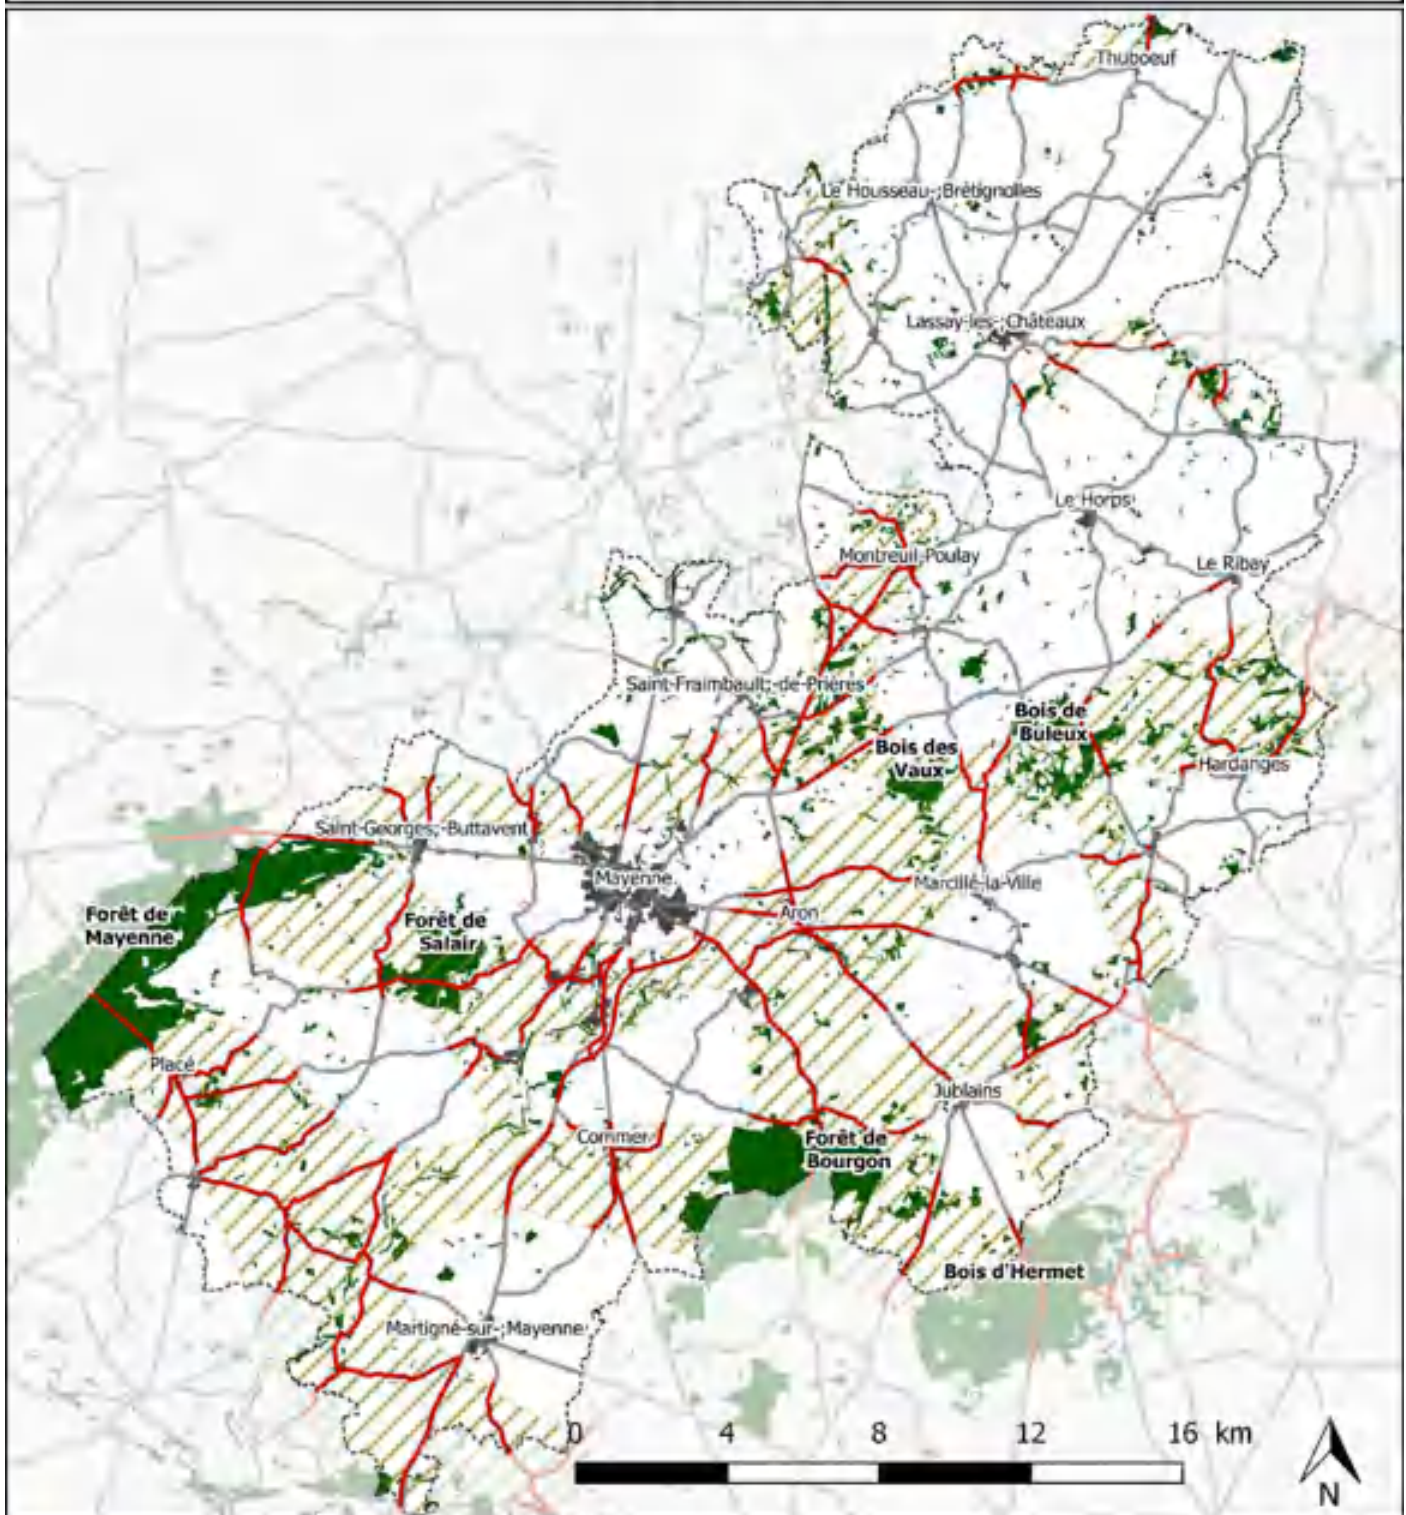 Thuboeuf
Le Housseau-;Brétignolles
Lassay-les-;Châteaux
Le Horps
Montreuil-Poulay
Le Ribay
Saint-Fraimbault;-de-Prières
Bois de
Buleux
Bois des
Vaux
Hardanges
Saint-Georges;-Buttavent
Mayenne
Marcillé-la-Ville
Forêt de
Mayenne
Forêt de
Salair
Aron
Placé
Jublains
Commer
Forêt de
Bourgon
Bois d'Hermet
Martigné-sur-;Mayenne
0 4 8 12 16 km
N